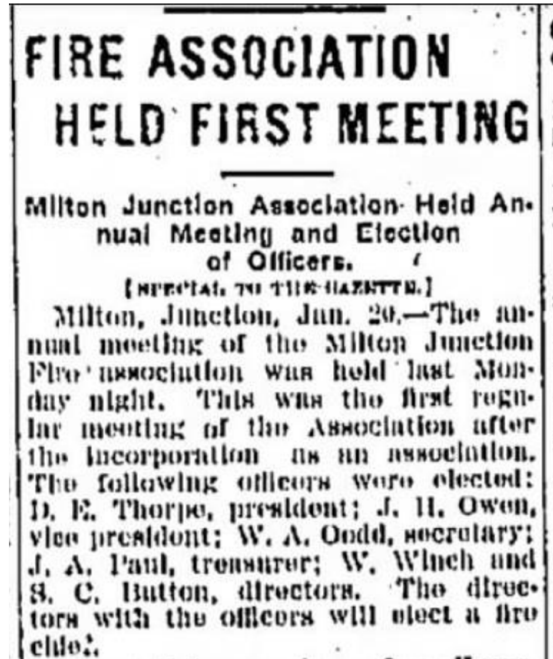 FIRE ASSOCIATION
HELD FIRST MEETING
Milton Junction Association Held An-
nual Meeting and Election
of Officers.
[SPECIAL TO THE GAZETTE.]
Milton, Junction, Jan. 20.—The an-
nual meeting of the Milton Junction
Fire association was held last Mon-
day night. This was the first regu-
lar meeting of the Association after
the incorporation as an association.
The following officers were elected:
D. E. Thorpe, president; J. H. Owen,
vice president; W. A. secretary;
J. A. Paul, treasurer; W. Winch and
S. C. Button, directors. The direc-
tors with the officers will elect a fire
chief.